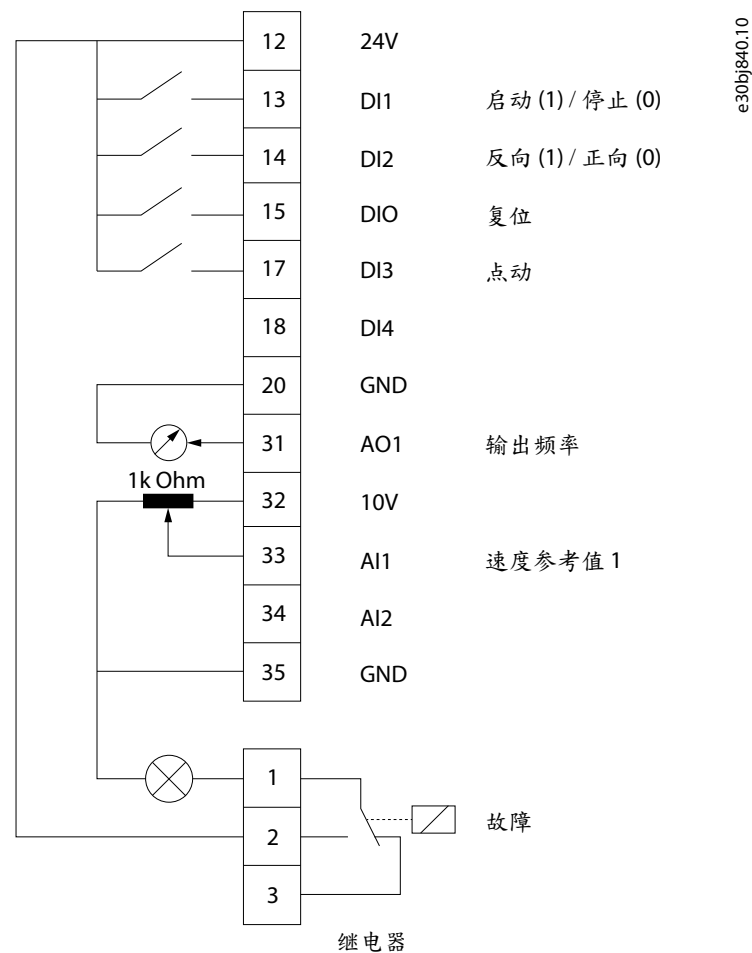 e30bj840.10
12 24V
13 DI1 启动 (1) / 停止 (0)
14 DI2 反向 (1) / 正向 (0)
15 DIO 复位
17 DI3 点动
18 DI4
20 GND
31 AO1 输出频率
1k Ohm
32 10V
33 AI1 速度参考值 1
34 AI2
35 GND
1
故障
2
3
继电器